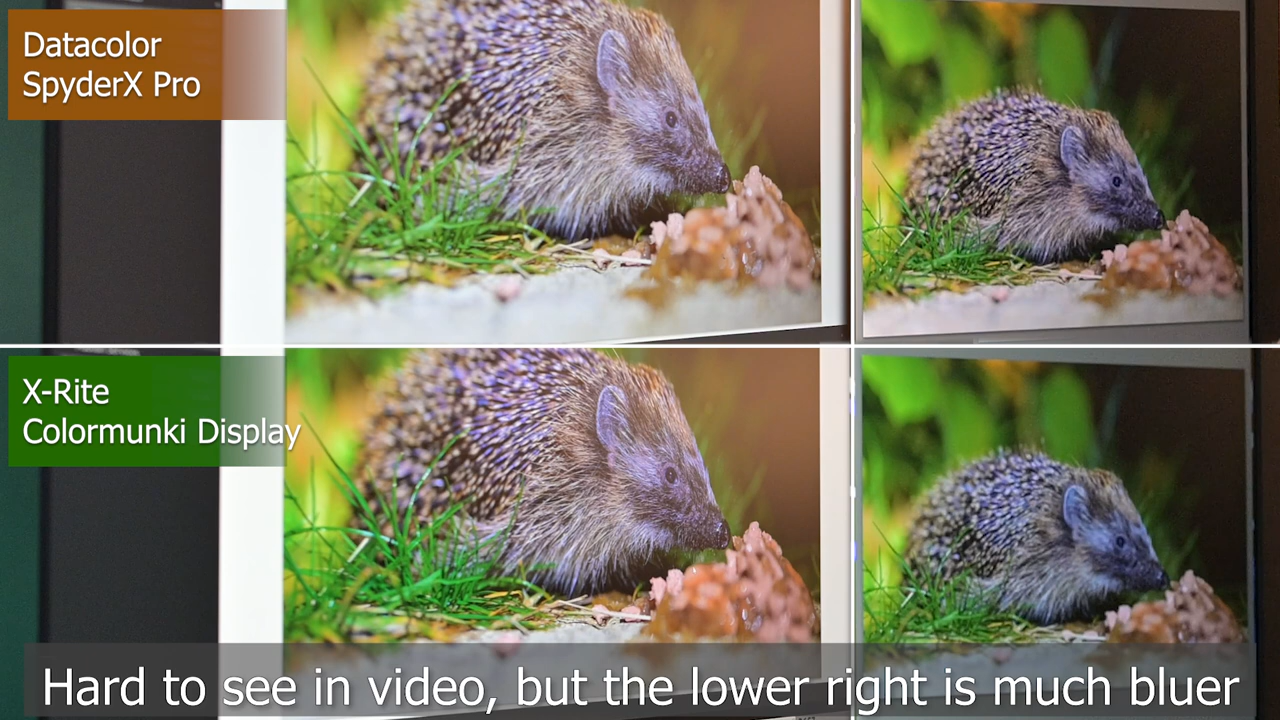 Datacolor
SpyderX Pro
X-Rite
Colormunki Display
Hard to see in video, but the lower right is much bluer